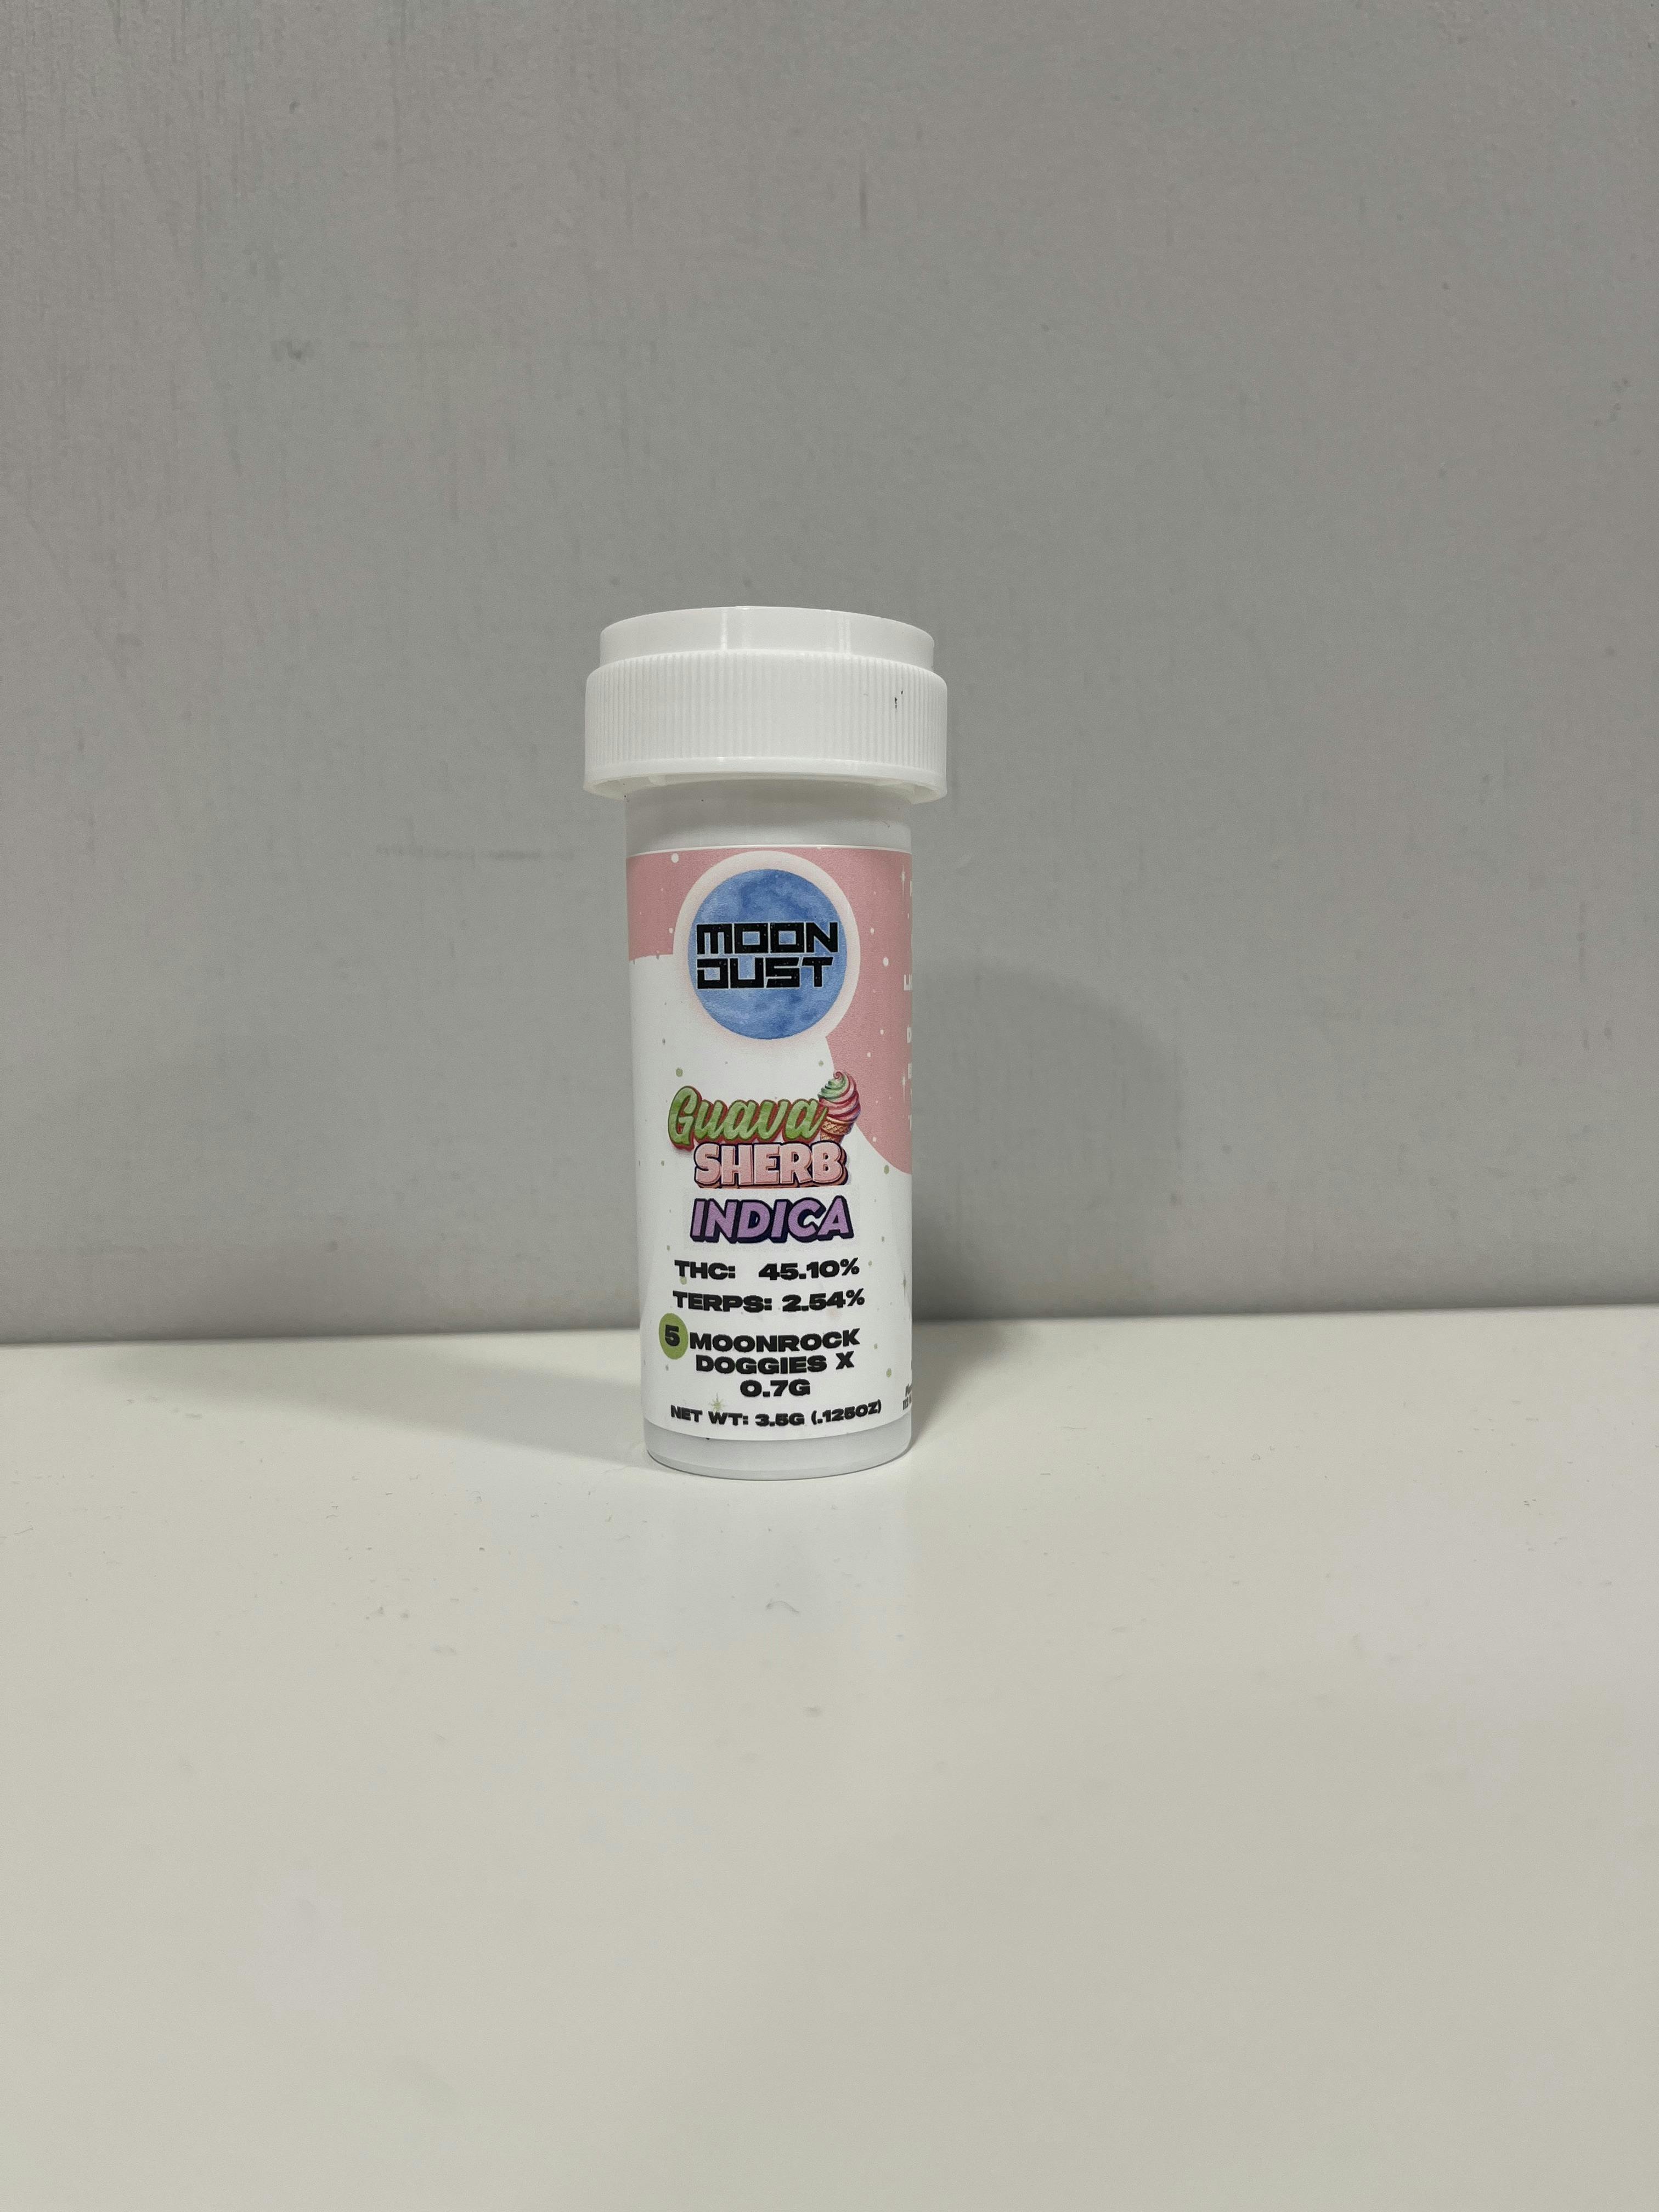 MOON
DUST
Guava
SHERB
INDICA
THC: 45.10%
TERPS: 2.54%
5 MOONROCK
DOGGIES X
0.7G
NET WT: 3.5G (.125OZ)